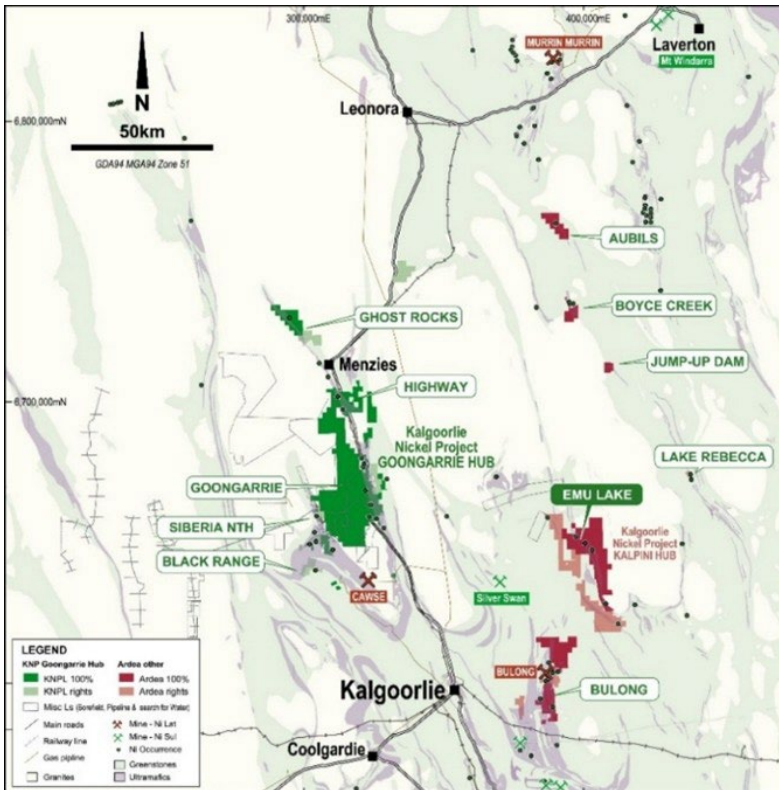 300,000mE
400,000mE
MURRIN MURRIN
Laverton
Mt Windarra
N
Leonora
6,800,000mN
50km
GDA94 MGA94 Zone 51
AUBILS
BOYCE CREEK
GHOST ROCKS
Menzies
JUMP-UP DAM
HIGHWAY
6,700,000mN
Kalgoorlie
Nickel Project
GOONGARRIE HUB
LAKE REBECCA
GOONGARRIE
EMU LAKE
SIBERIA NTH
Kalgoorlie
Nickel Project
KALPINI HUB
BLACK RANGE
CAWSE
Silver Swan
LEGEND
KNP Goongarrie Hub
Ardea other
KNPL 100%
Ardea 100%
KNPL rights
Ardea rights
Misc Ls (Borefield, Pipeline & search for Water)
Main roads
Mine - Ni Lat
Railway line
Mine - Ni Sul
Gas pipline
Ni Occurrence
Granites
Greenstones
Ultramafics
BULONG
BULONG
Kalgoorlie
Coolgardie